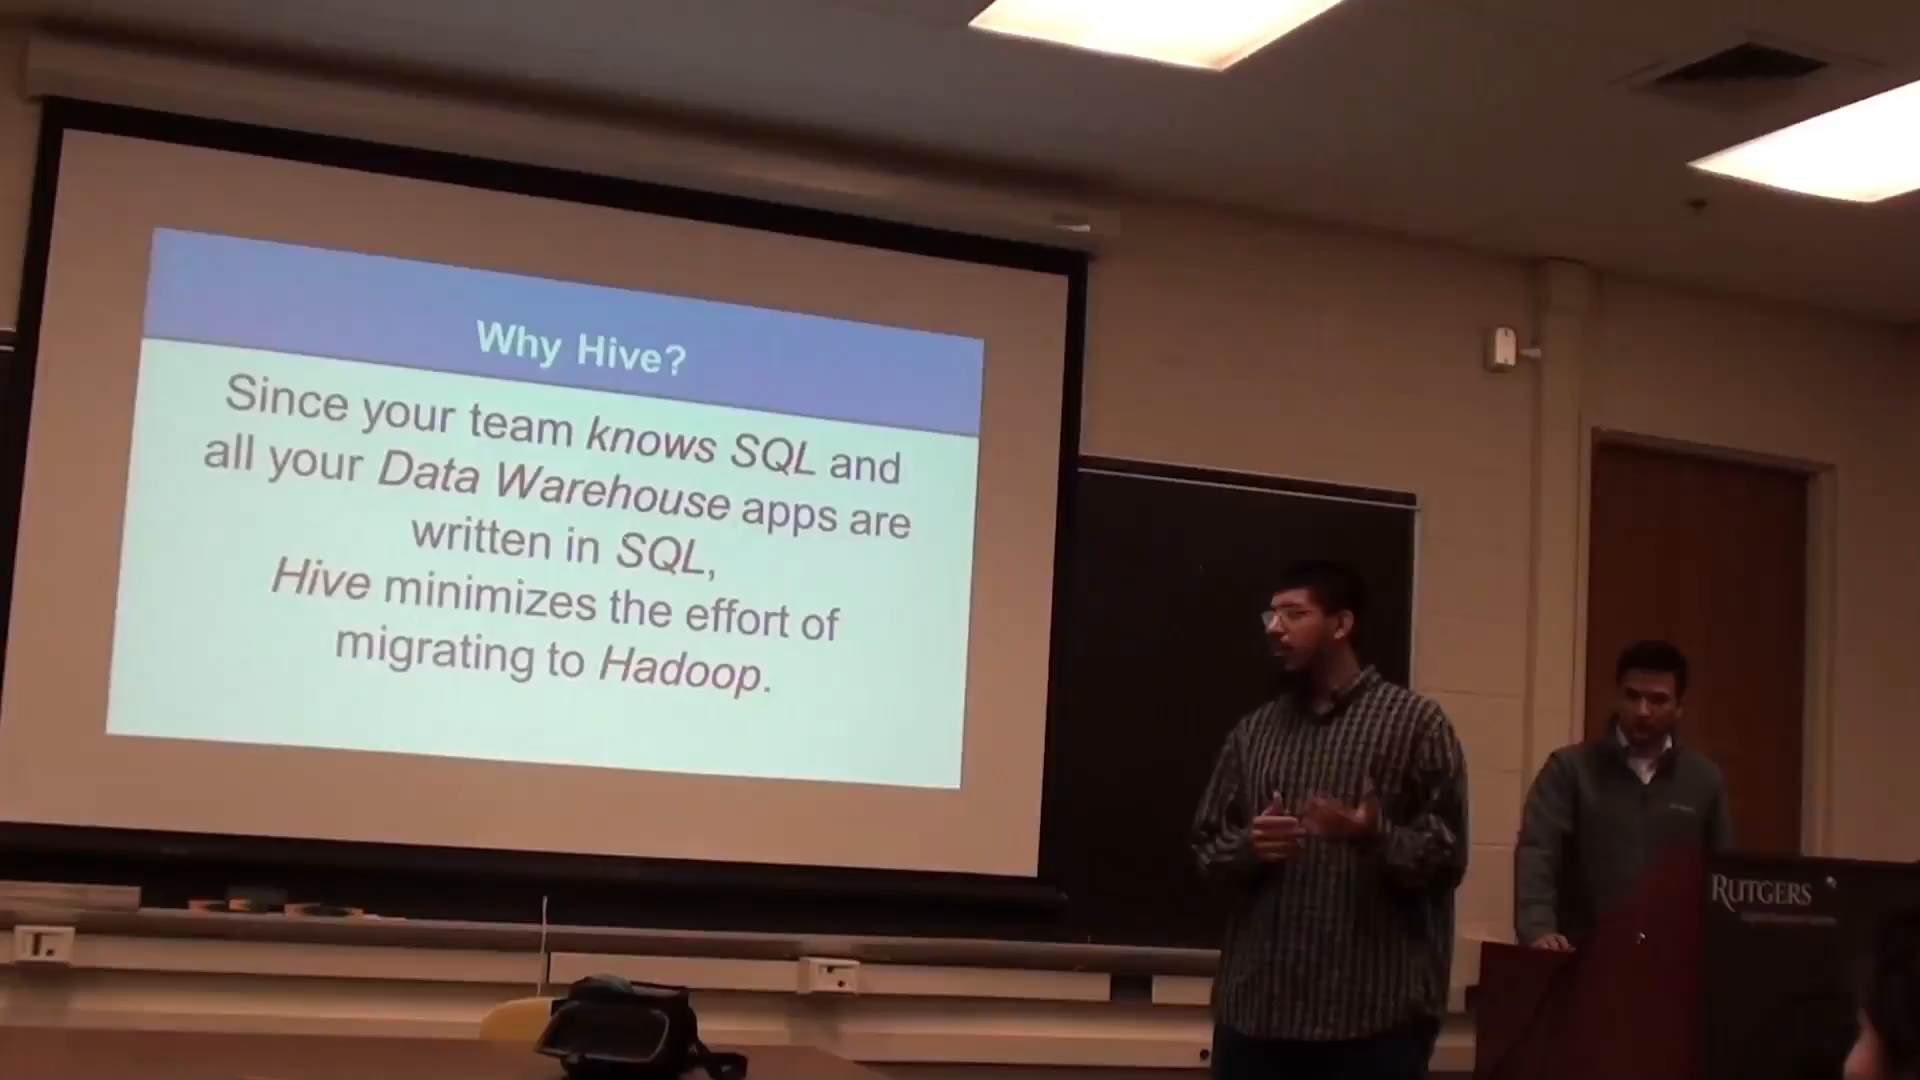 Why Hive?
Since your team knows SQL and
all your Data Warehouse apps are
written in SQL,
Hive minimizes the effort of
migrating to Hadoop.
RUTGERS